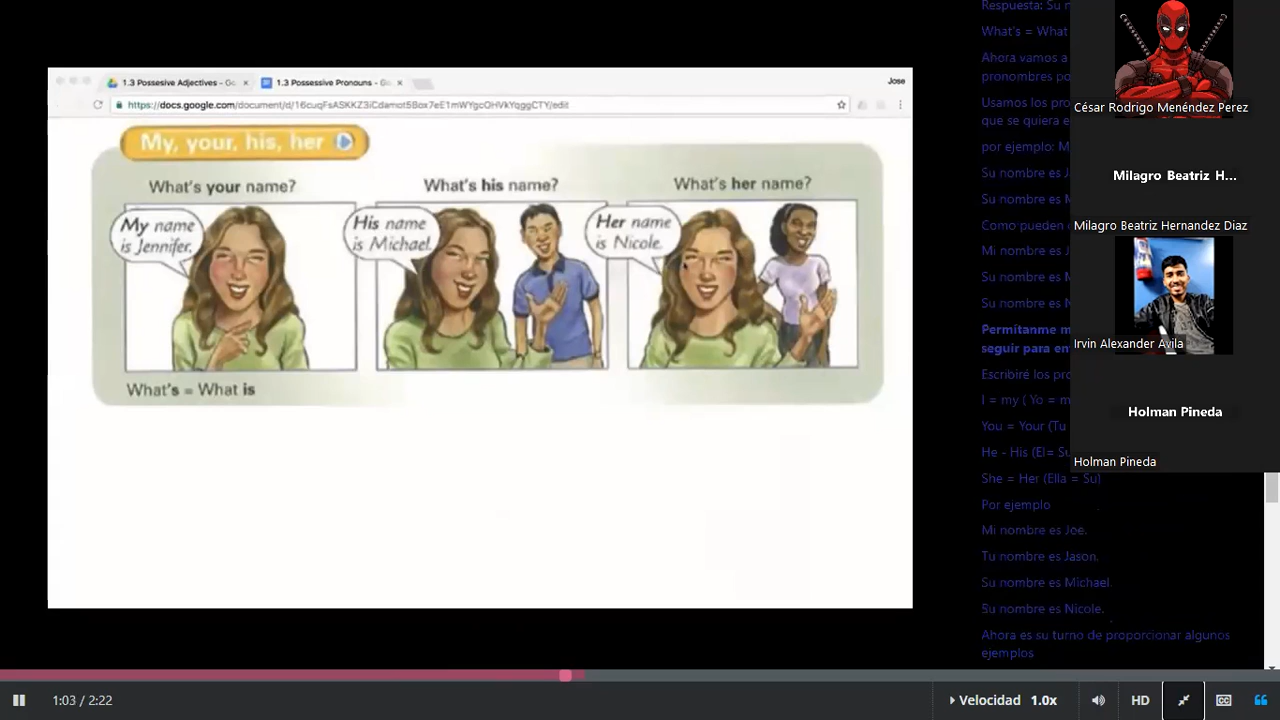 1.3 Possesive Adjectives - Go
1.3 Possessive Pronouns - Go
Jose
My, your, his, her
What's your name?
What's his name?
What's her name?
My name
is Jennifer.
His name
is Michael.
Her name
is Nicole.
What's = What is
Respuesta: Su
What's = What
Ahora vamos a
pronombres
Usamos los
que se quiera
por ejemplo:
Su nombre es
Su nombre es
Como pueden
Mi nombre es
Su nombre es
Su nombre es
Permítanme
seguir para
Escribiré los
I = my ( Yo =
You = Your (Tu
He - His (El=
She = Her (Ella = Su)
Por ejemplo
Mi nombre es Joe.
Tu nombre es Jason.
Su nombre es Michael.
Su nombre es Nicole.
Ahora es su turno de proporcionar algunos
ejemplos
César Rodrigo Menéndez Perez
Milagro Beatriz H...
Milagro Beatriz Hernandez Diaz
Irvin Alexander Avila
Holman Pineda
Holman Pineda
1:03 / 2:22
Velocidad 1.0x
HD
CC